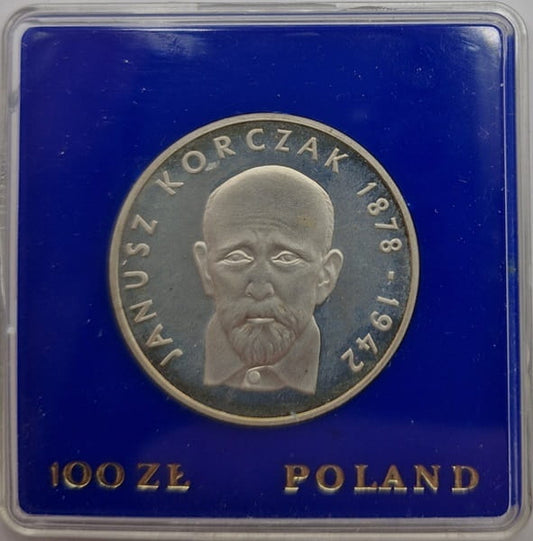 JANUSZ KORCZAK 1878 - 1942
100 ZŁ POLAND